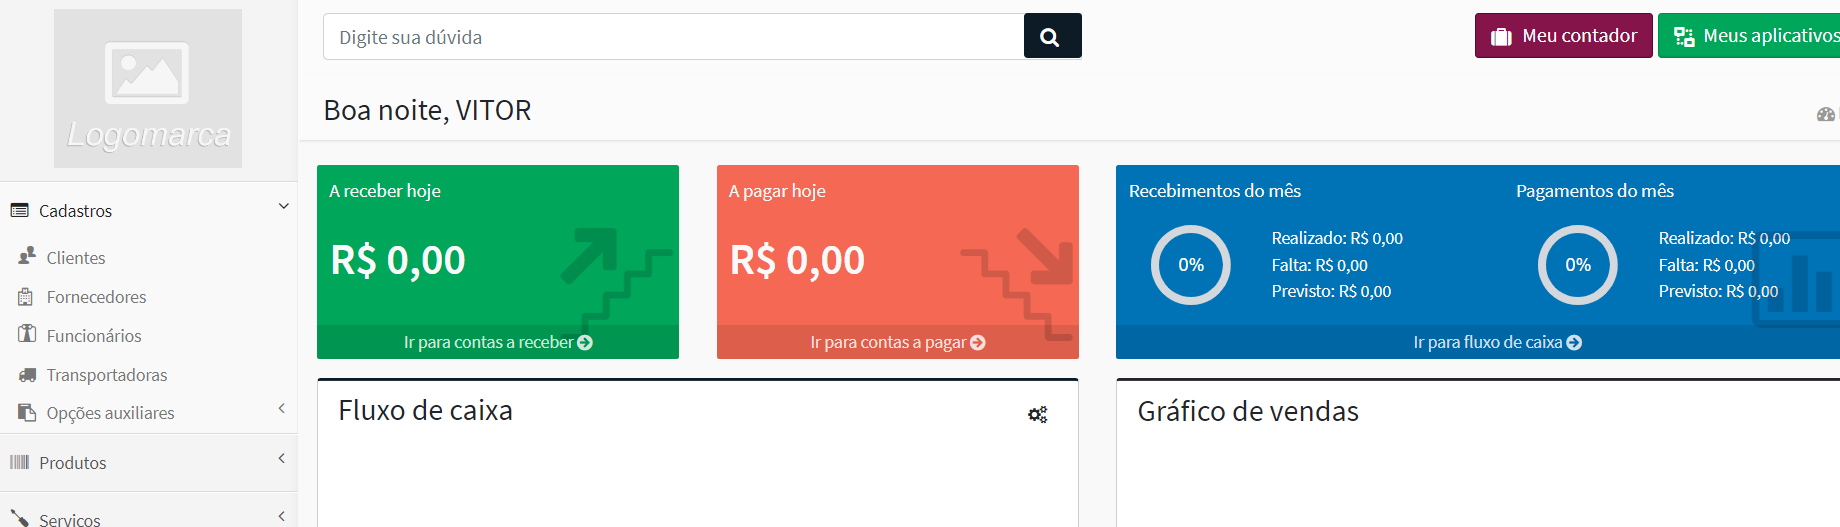 Logomarca
Cadastros
Clientes
Fornecedores
Funcionários
Transportadoras
Opções auxiliares
Produtos
Serviços
Digite sua dúvida
Meu contador
Meus aplicativos
Boa noite, VITOR
A receber hoje
R$ 0,00
Ir para contas a receber
A pagar hoje
R$ 0,00
Ir para contas a pagar
Recebimentos do mês
0%
Realizado: R$ 0,00
Falta: R$ 0,00
Previsto: R$ 0,00
Pagamentos do mês
0%
Realizado: R$ 0,00
Falta: R$ 0,00
Previsto: R$ 0,00
Ir para fluxo de caixa
Fluxo de caixa
Gráfico de vendas